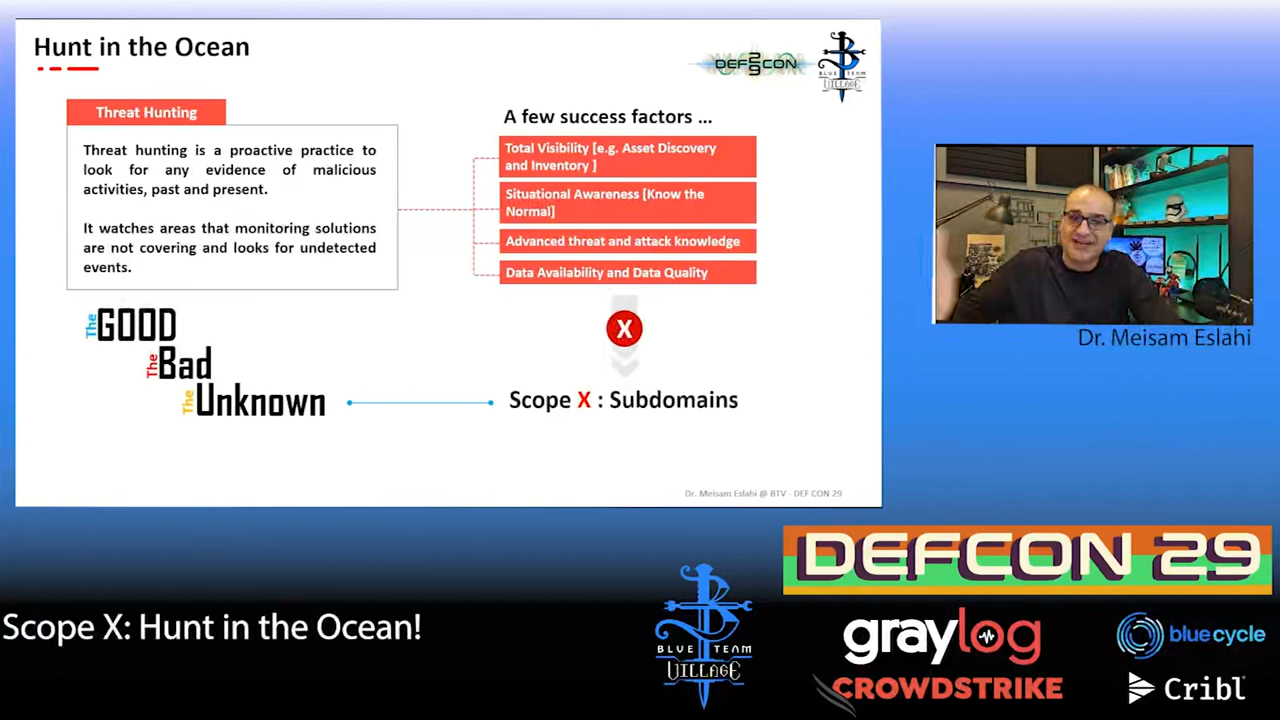 Hunt in the Ocean
DEF
29
CON
BLUE TEAM
VILLAGE
Threat Hunting
Threat hunting is a proactive practice to
look for any evidence of malicious
activities, past and present.
It watches areas that monitoring solutions
are not covering and looks for undetected
events.
A few success factors ...
Total Visibility [e.g. Asset Discovery
and Inventory ]
Situational Awareness [Know the
Normal]
Advanced threat and attack knowledge
Data Availability and Data Quality
X
The GOOD
The Bad
The Unknown
Scope X : Subdomains
Dr. Meisam Eslahi @ BTV - DEF CON 29
Dr. Meisam Eslahi
Scope X: Hunt in the Ocean!
BLUE TEAM
VILLAGE
DEFCON 29
graylog
blue cycle
CROWDSTRIKE
Cribl